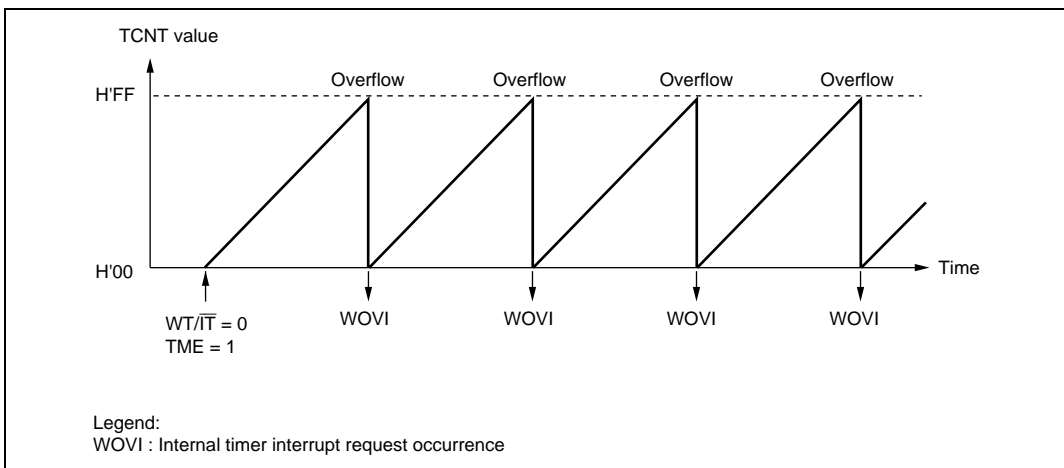 TCNT value
Overflow Overflow Overflow Overflow
H'FF
H'00
Time
WT/I̅T̅ = 0
TME = 1
WOVI WOVI WOVI WOVI
Legend:
WOVI : Internal timer interrupt request occurrence